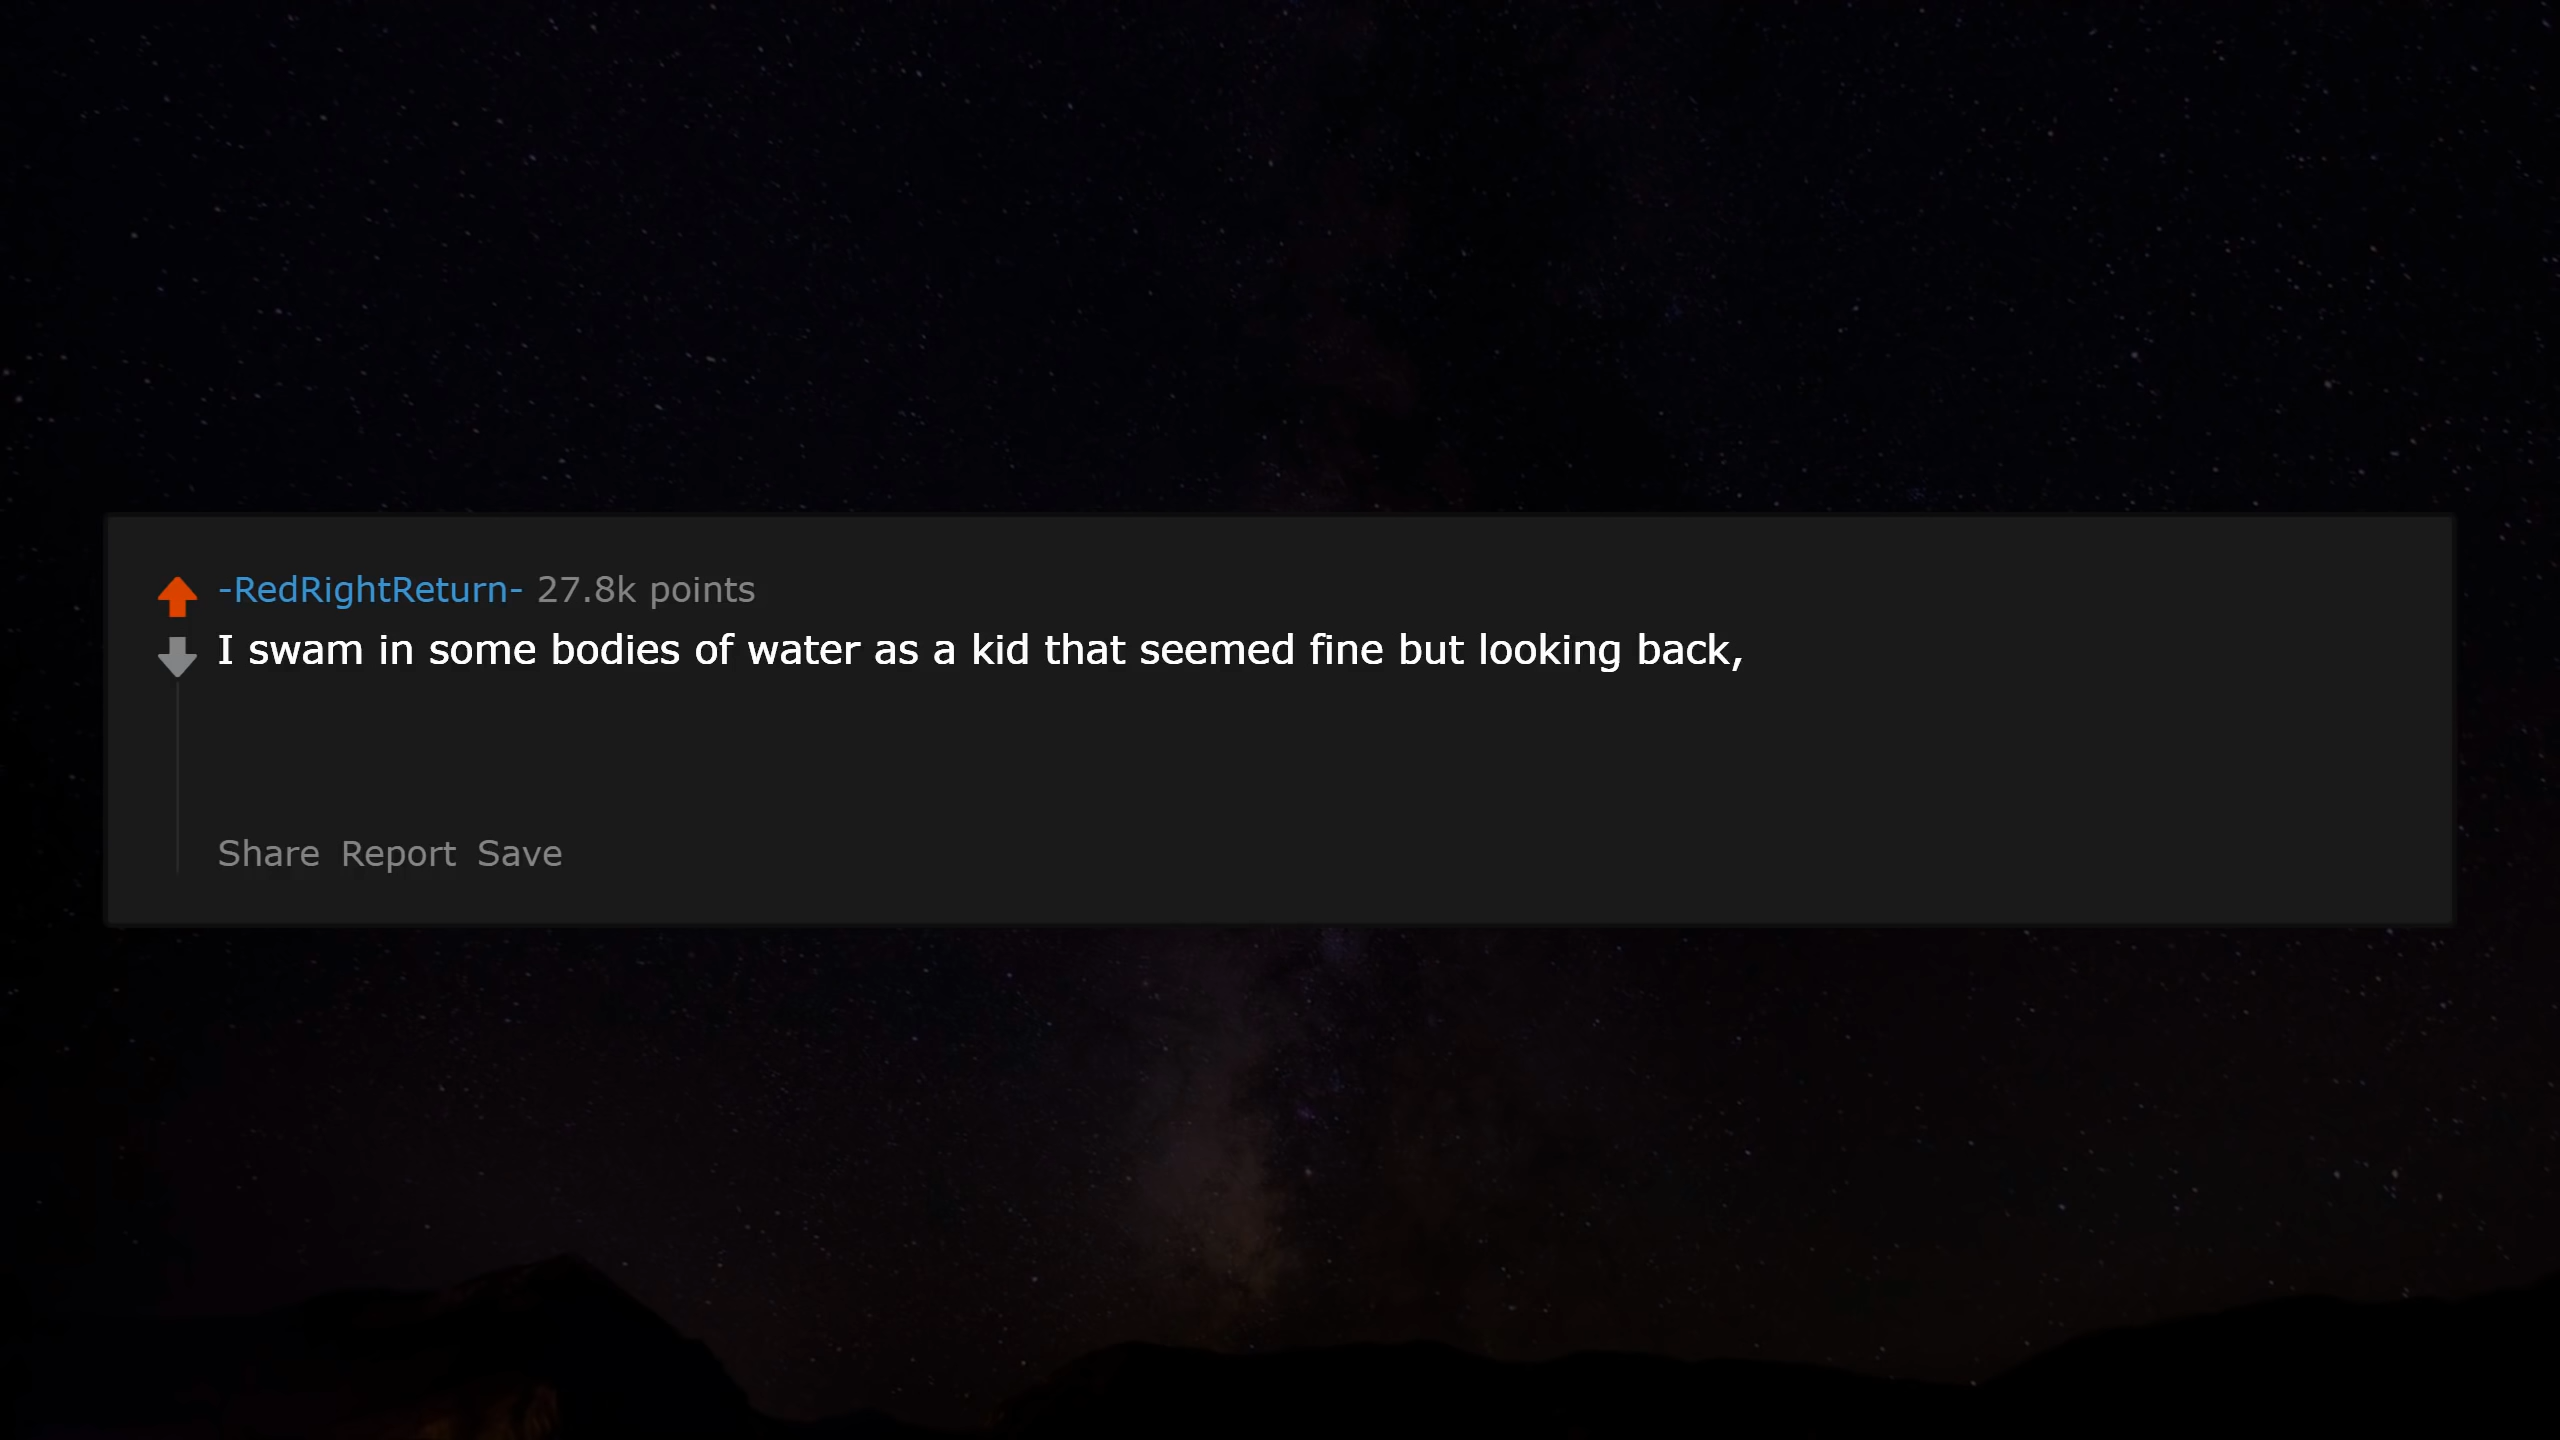 -RedRightReturn- 27.8k points
I swam in some bodies of water as a kid that seemed fine but looking back,
Share Report Save